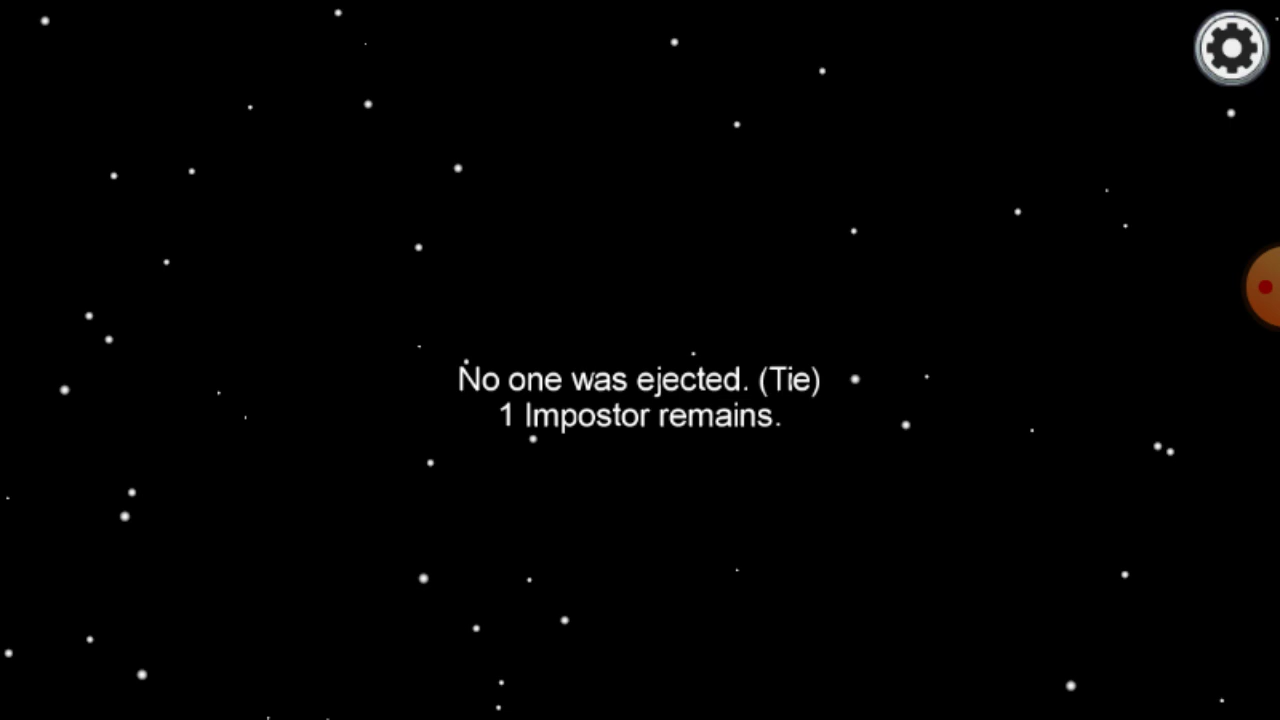 No one was ejected. (Tie)
1 Impostor remains.